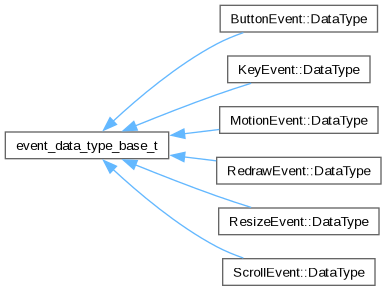 ButtonEvent::DataType
KeyEvent::DataType
MotionEvent::DataType
event_data_type_base_t
RedrawEvent::DataType
ResizeEvent::DataType
ScrollEvent::DataType